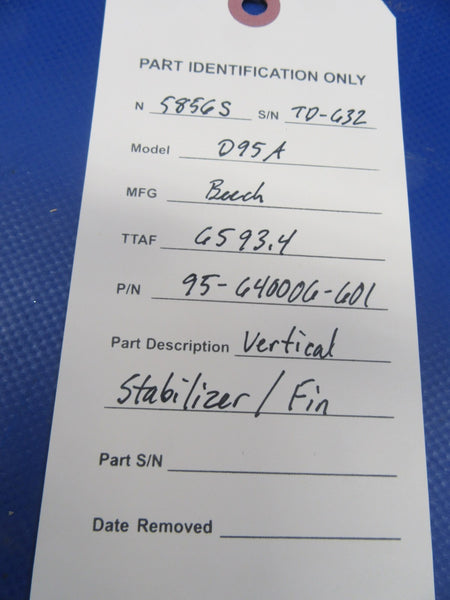 PART IDENTIFICATION ONLY
N 5856S S/N TD-632
Model D95A
MFG Beech
TTAF 6593.4
P/N 95-640006-601
Part Description Vertical
Stabilizer / Fin
Part S/N
Date Removed